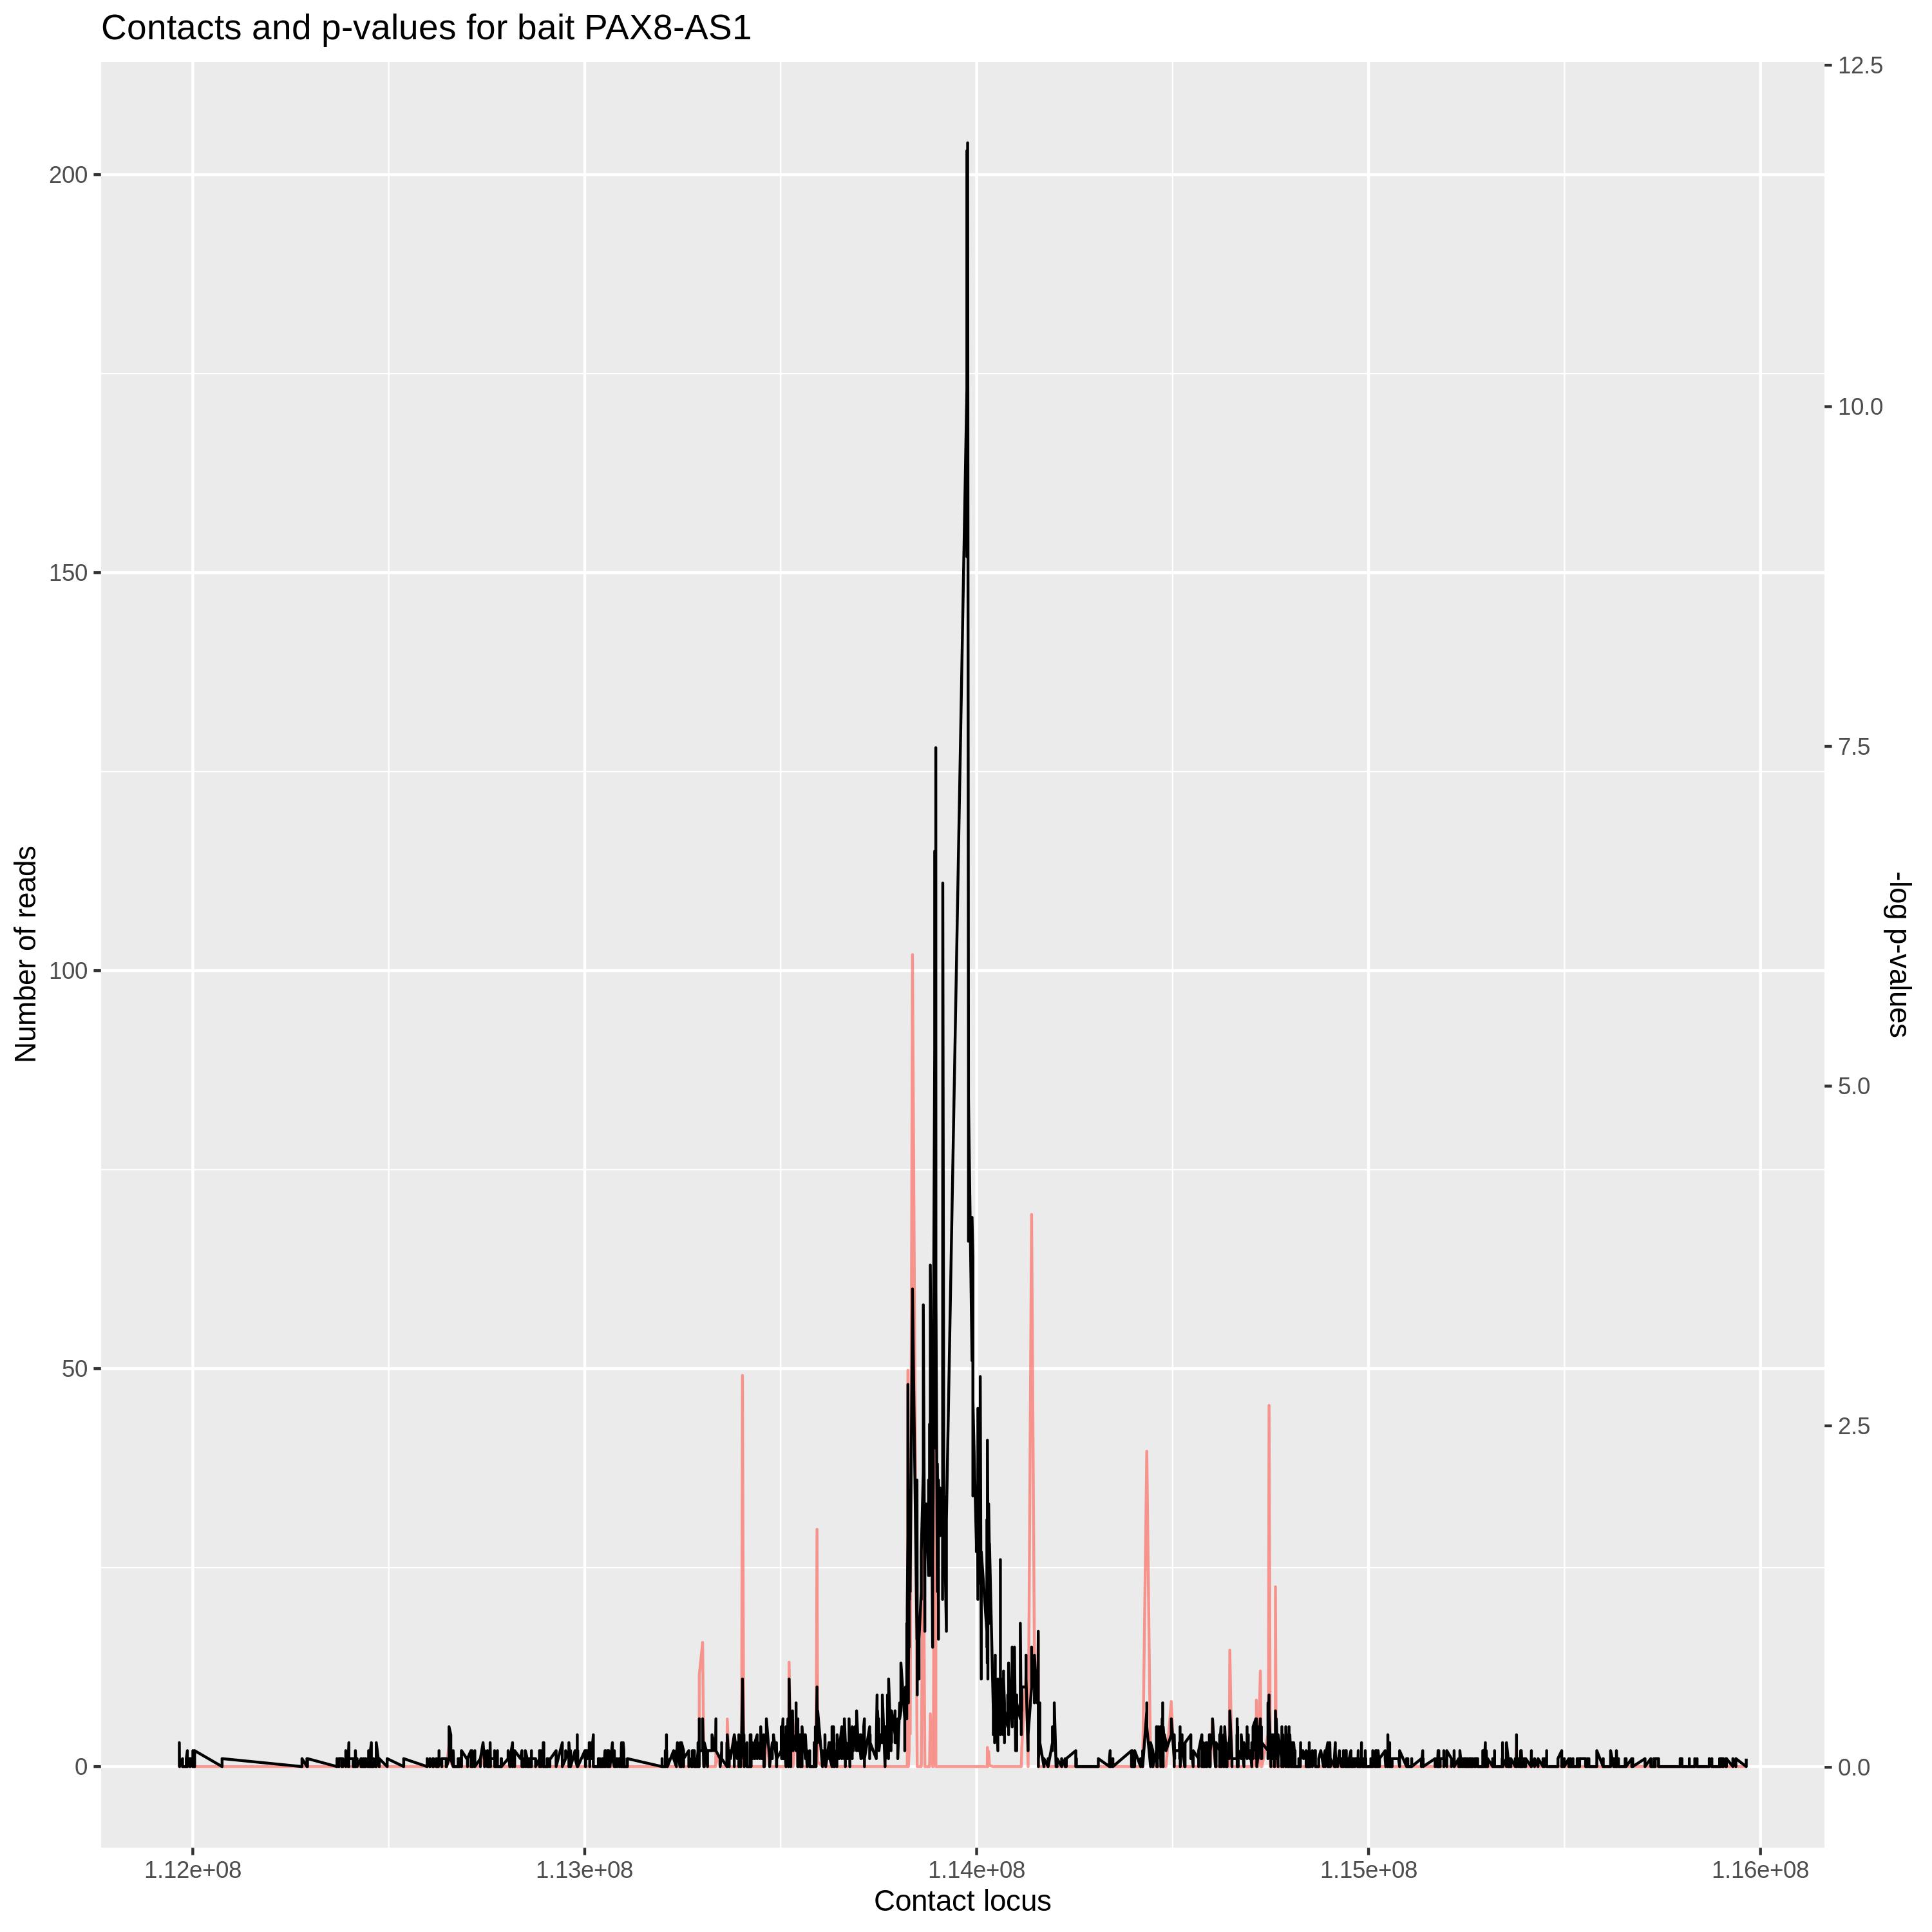 Contacts and p-values for bait PAX8-AS1
12.5
200
10.0
150
7.5
Number of reads
-log p-values
100
5.0
50
2.5
0
0.0
1.12e+08
1.13e+08
1.14e+08
1.15e+08
1.16e+08
Contact locus